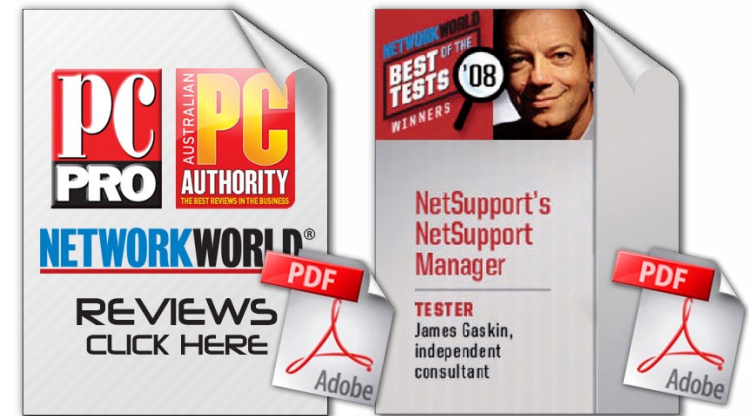 PC
PRO
AUSTRALIAN
PC
AUTHORITY
THE BEST REVIEWS IN THE BUSINESS
NETWORKWORLD®
REVIEWS
CLICK HERE
PDF
Adobe
NETWORKWORLD
BEST OF THE
TESTS '08
WINNERS
NetSupport's
NetSupport
Manager
TESTER
James Gaskin,
independent
consultant
PDF
Adobe